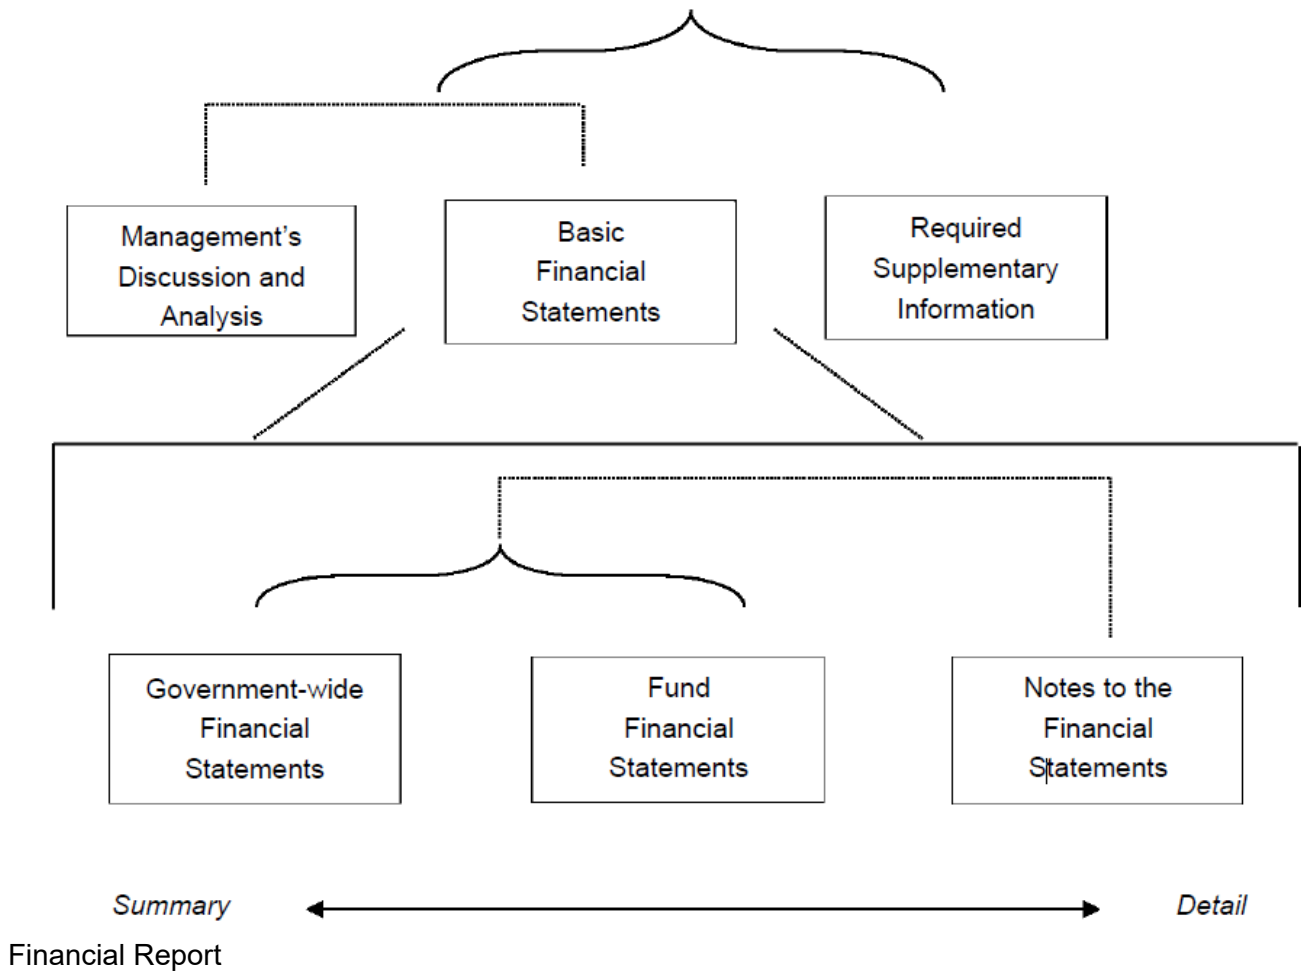 Management's
Discussion and
Analysis
Basic
Financial
Statements
Required
Supplementary
Information
Government-wide
Financial
Statements
Fund
Financial
Statements
Notes to the
Financial
Statements
Summary
Detail
Financial Report